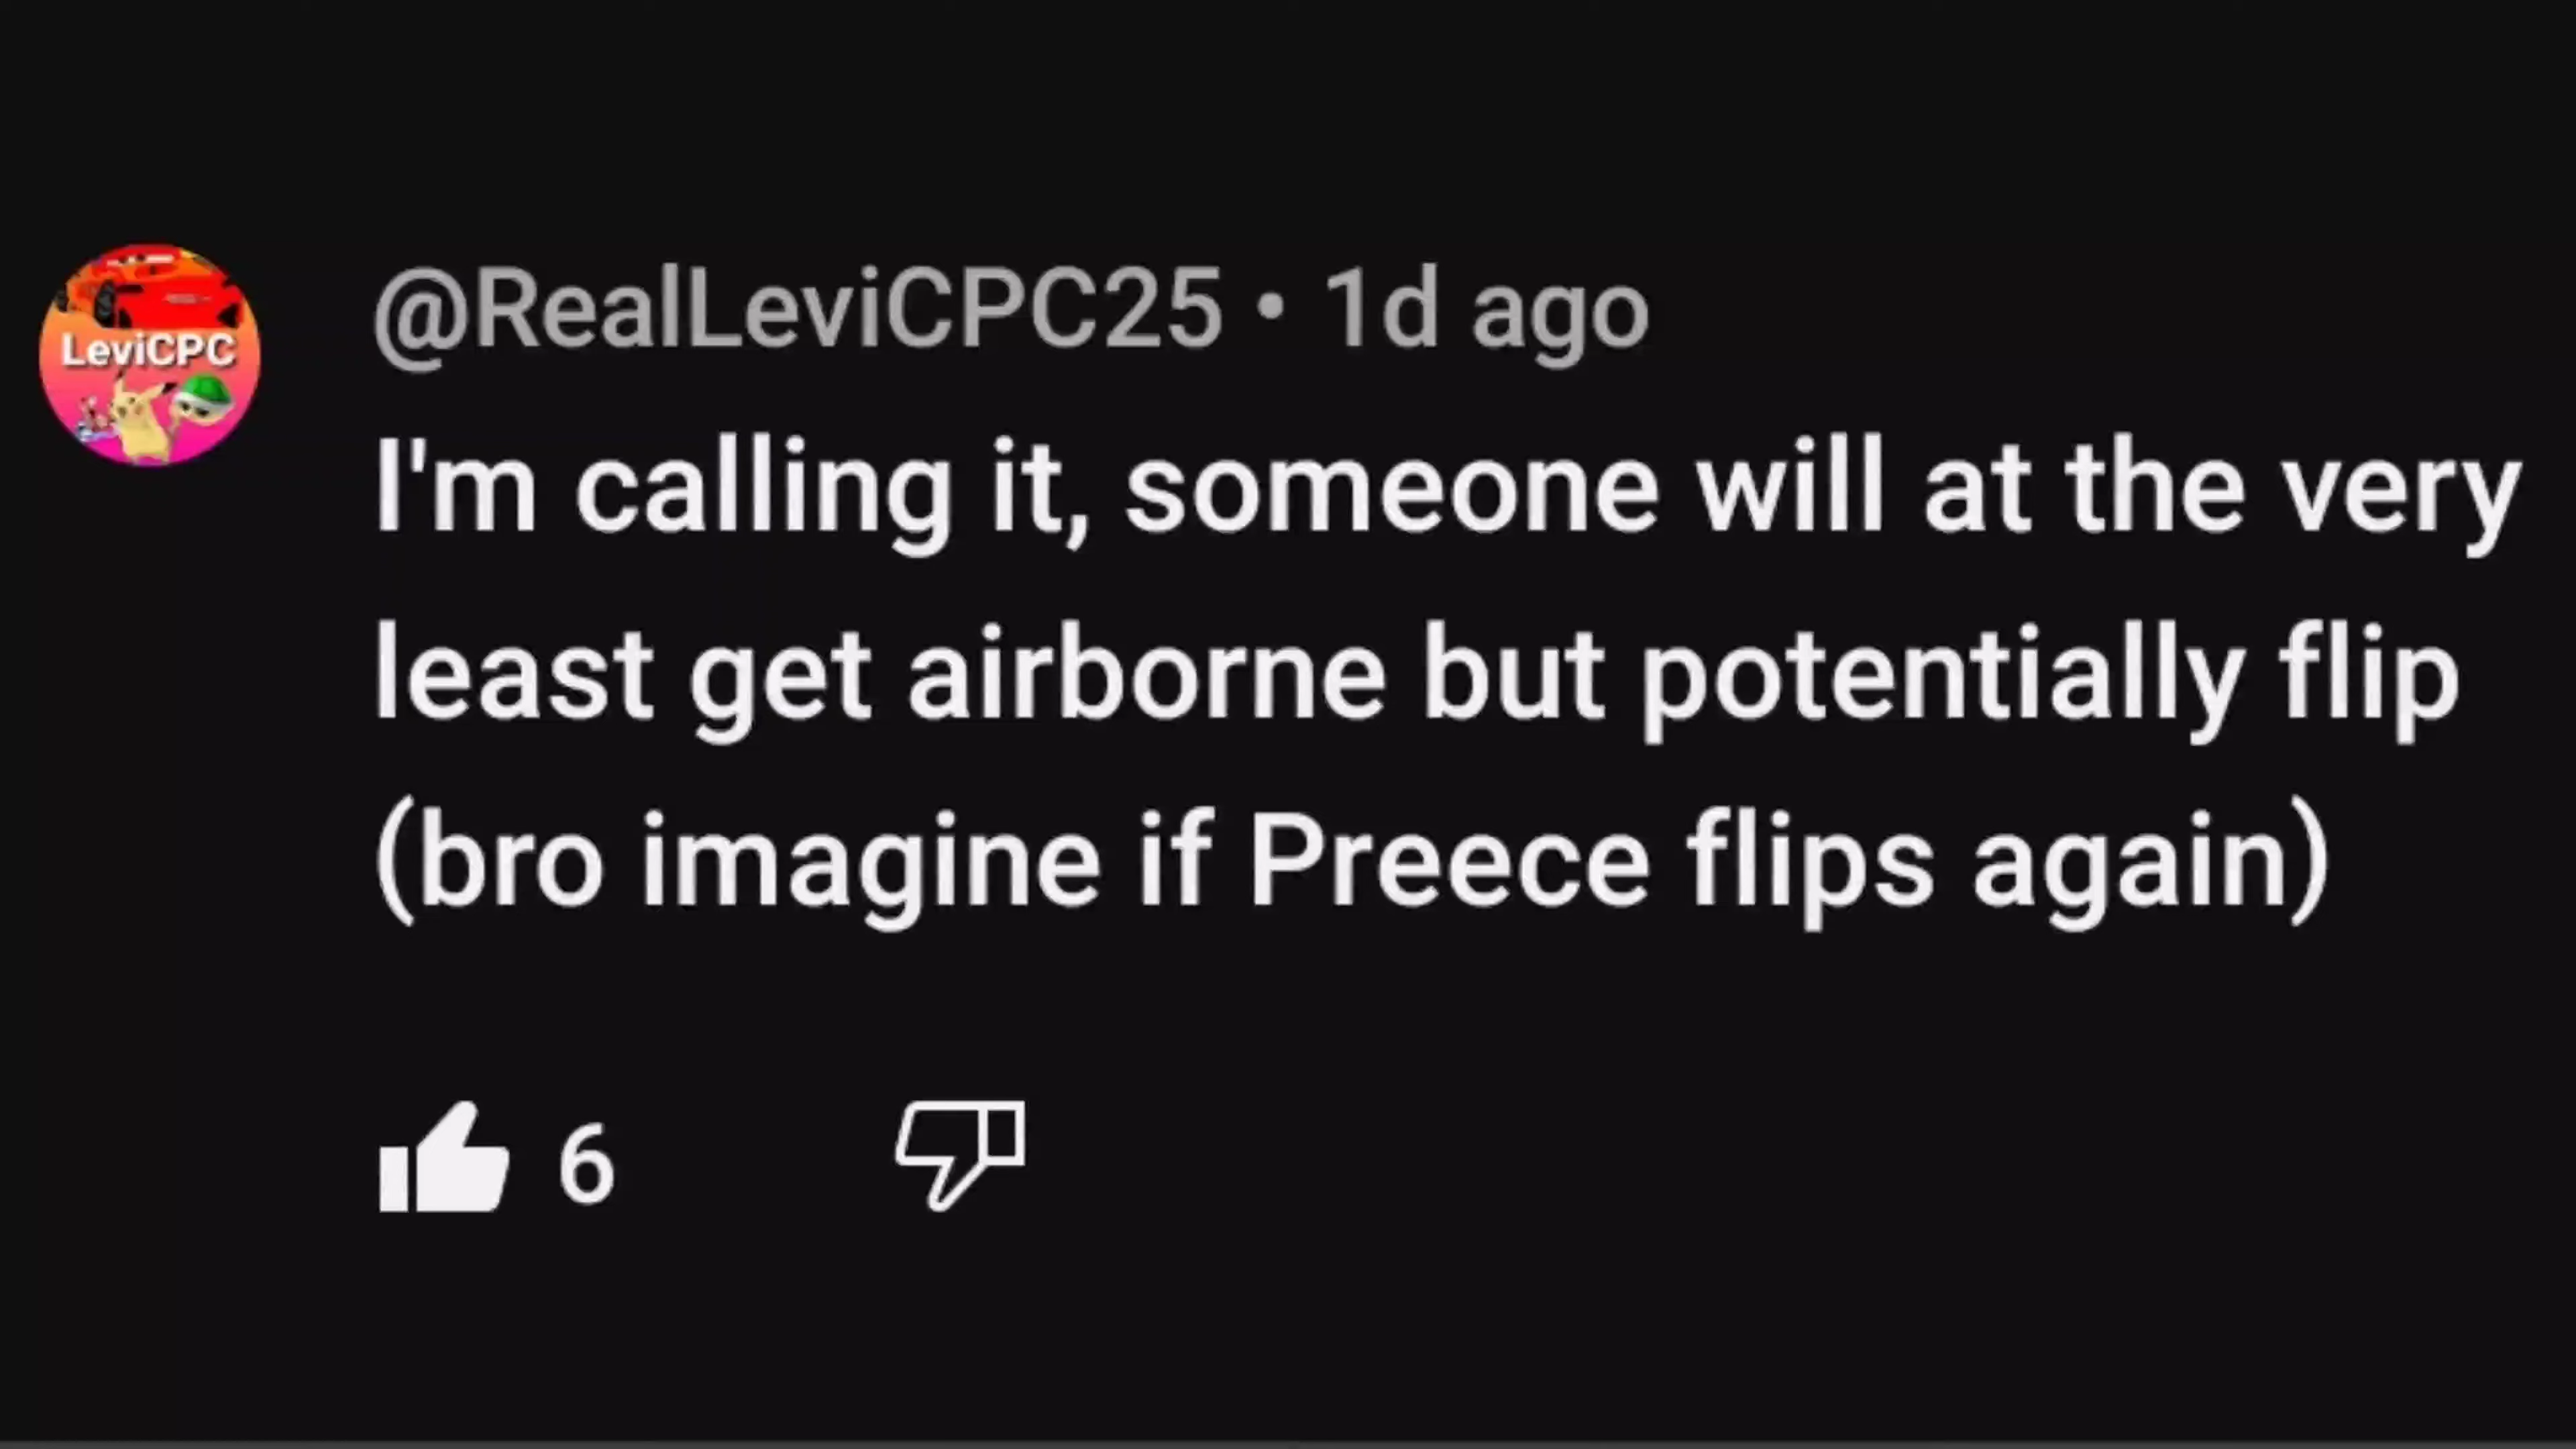 LeviCPC
@RealLeviCPC25 • 1d ago
I'm calling it, someone will at the very
least get airborne but potentially flip
(bro imagine if Preece flips again)
6